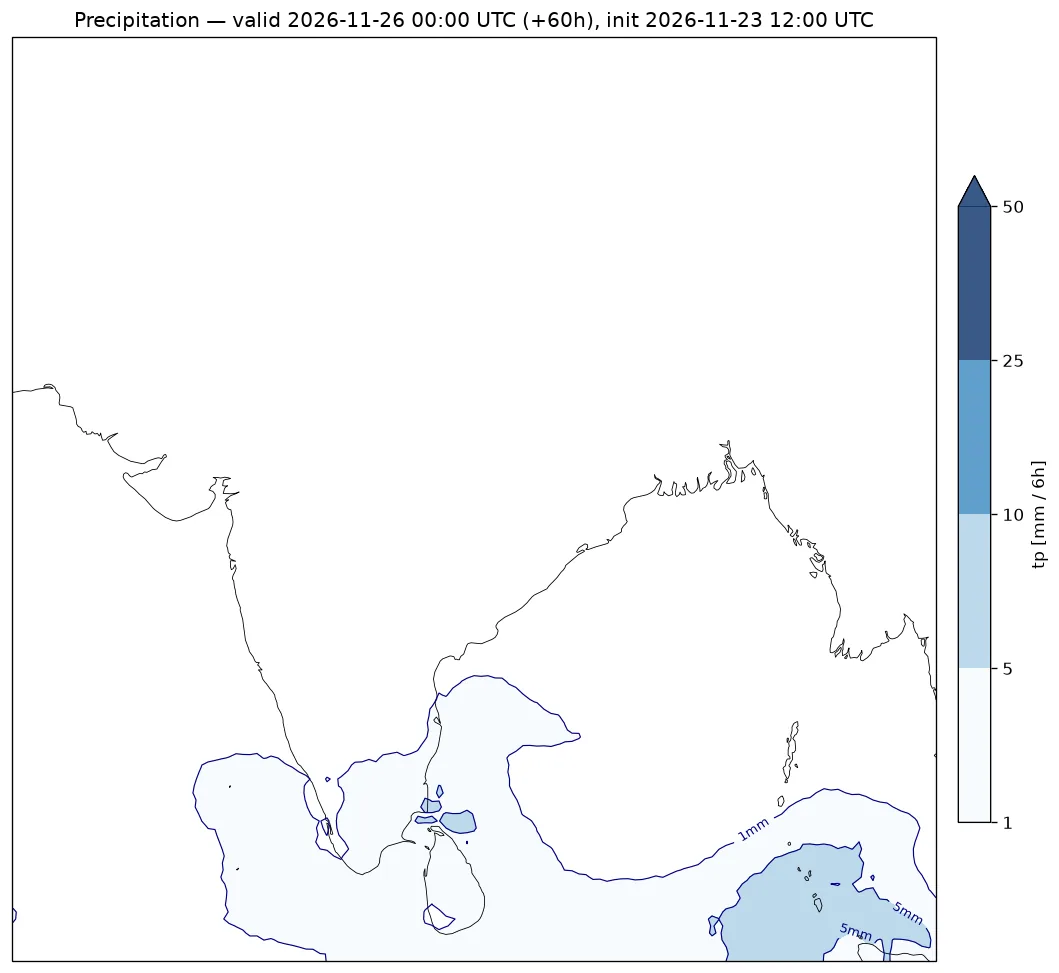 Precipitation — valid 2026-11-26 00:00 UTC (+60h), init 2026-11-23 12:00 UTC
50
25
10
5
1
tp [mm / 6h]
1mm
5mm
5mm